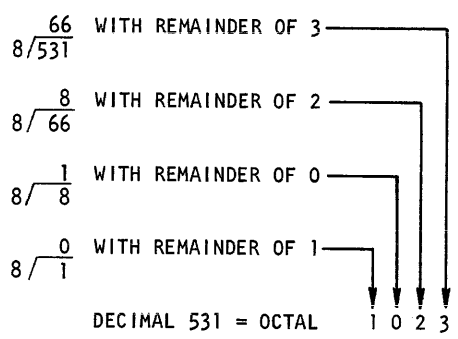 66 WITH REMAINDER OF 3
8/531
8 WITH REMAINDER OF 2
8/ 66
1 WITH REMAINDER OF 0
8/ 8
0 WITH REMAINDER OF 1
8/ 1
DECIMAL 531 = OCTAL 1 0 2 3